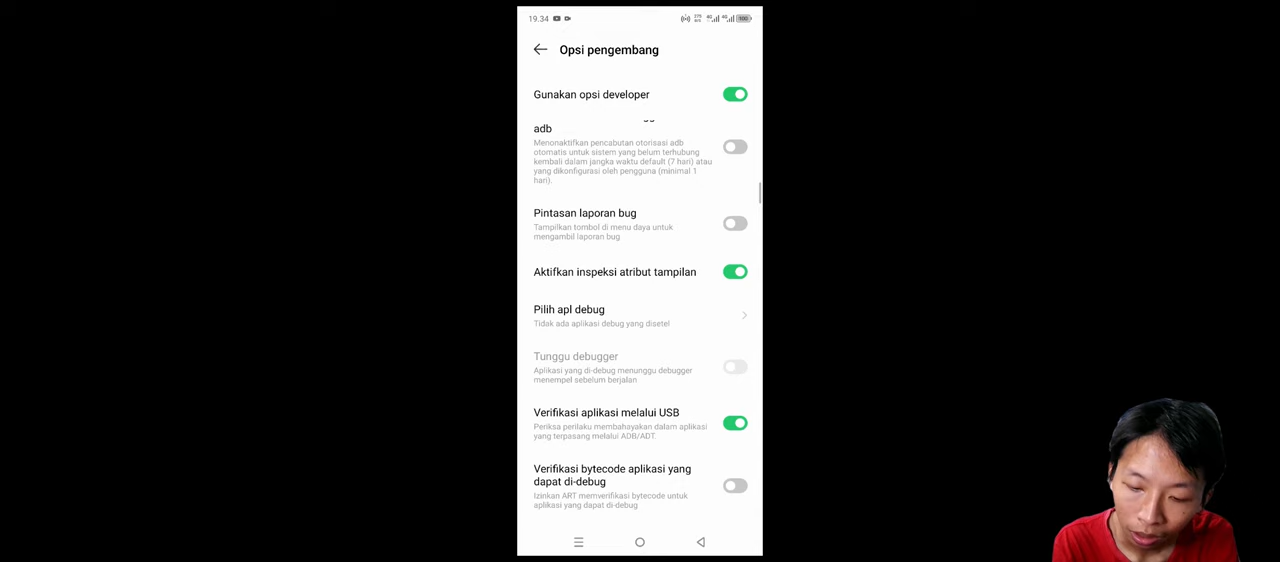 19.34
Opsi pengembang
Gunakan opsi developer
adb
Menonaktifkan pencabutan otorisasi adb
otomatis untuk sistem yang belum terhubung
kembali dalam jangka waktu default (7 hari) atau
yang dikonfigurasi oleh pengguna (minimal 1
hari).
Pintasan laporan bug
Tampilkan tombol di menu daya untuk
mengambil laporan bug
Aktifkan inspeksi atribut tampilan
Pilih apl debug
Tidak ada aplikasi debug yang disetel
Tunggu debugger
Aplikasi yang di-debug menunggu debugger
menempel sebelum berjalan
Verifikasi aplikasi melalui USB
Periksa perilaku membahayakan dalam aplikasi
yang terpasang melalui ADB/ADT.
Verifikasi bytecode aplikasi yang
dapat di-debug
Izinkan ART memverifikasi bytecode untuk
aplikasi yang dapat di-debug